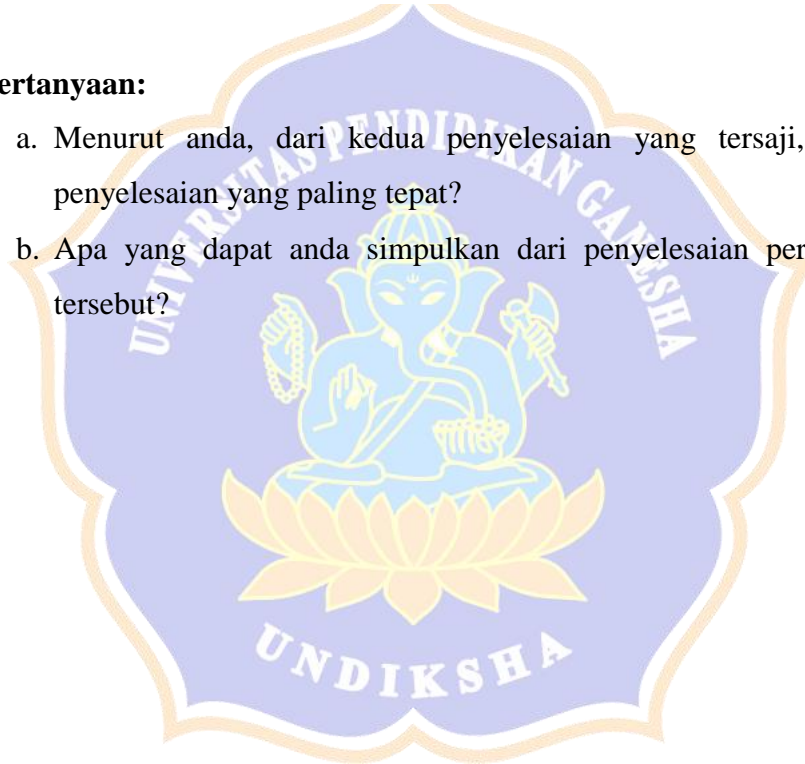 ertanyaan:
a. Menurut anda, dari kedua penyelesaian yang tersaji,
penyelesaian yang paling tepat?
b. Apa yang dapat anda simpulkan dari penyelesaian per
tersebut?
UNIVERSITAS PENDIDIKAN GANESHA
UNDIKSHA